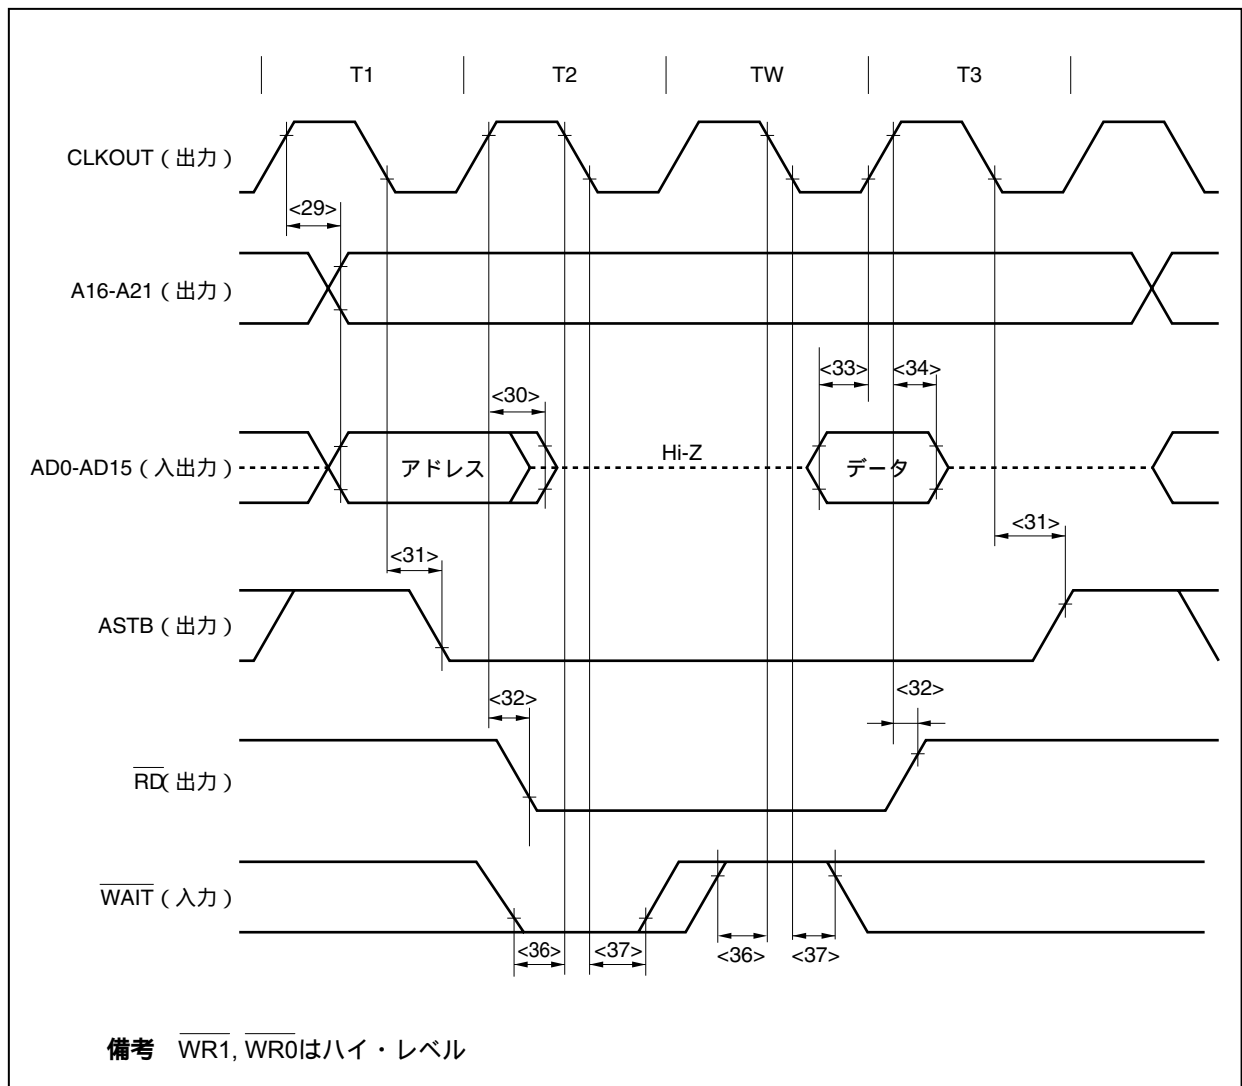 T1 T2 TW T3
CLKOUT(出力)
<29>
A16-A21(出力)
<33> <34>
<30>
AD0-AD15(入出力) アドレス Hi-Z データ
<31> <31>
ASTB(出力)
<32> <32>
RD(出力)
WAIT(入力)
<36> <37> <36> <37>
備考 WR1, WR0はハイ・レベル